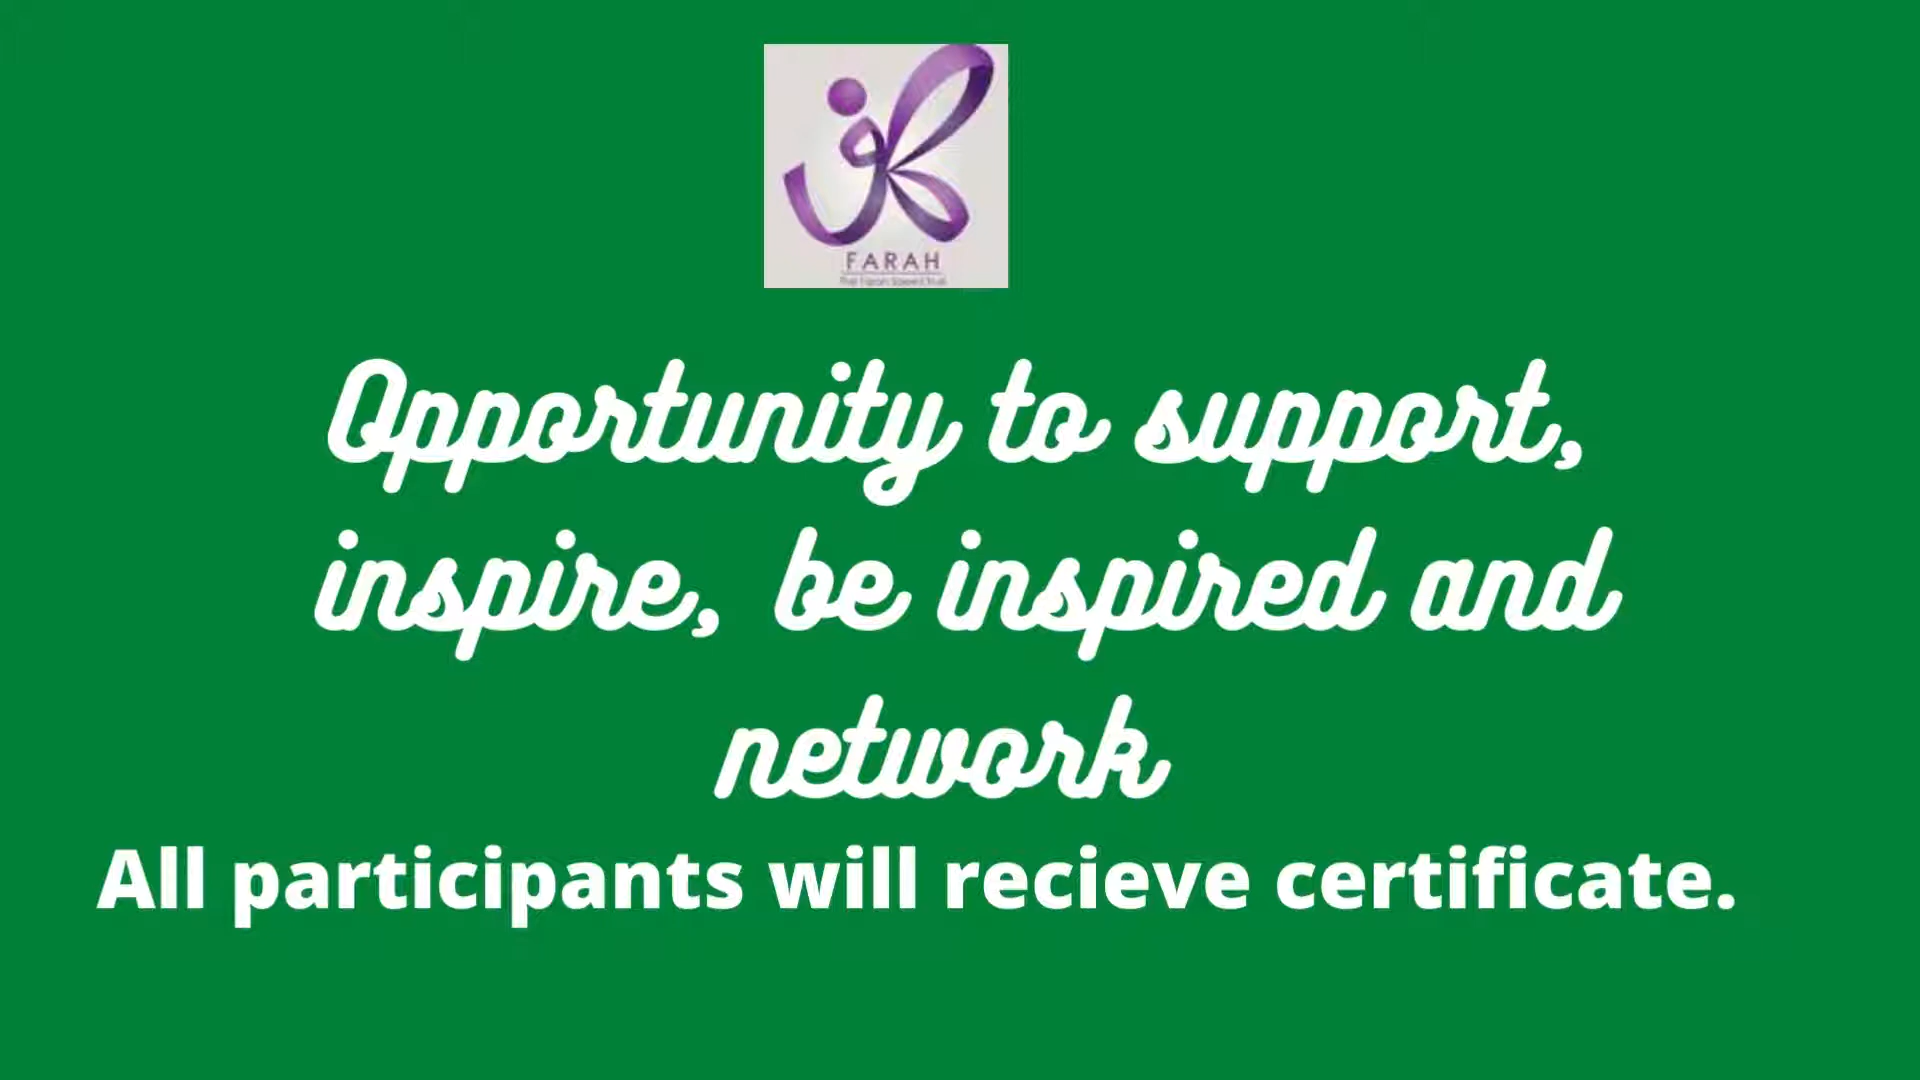 FARAH
Opportunity to support,
inspire, be inspired and
network
All participants will recieve certificate.